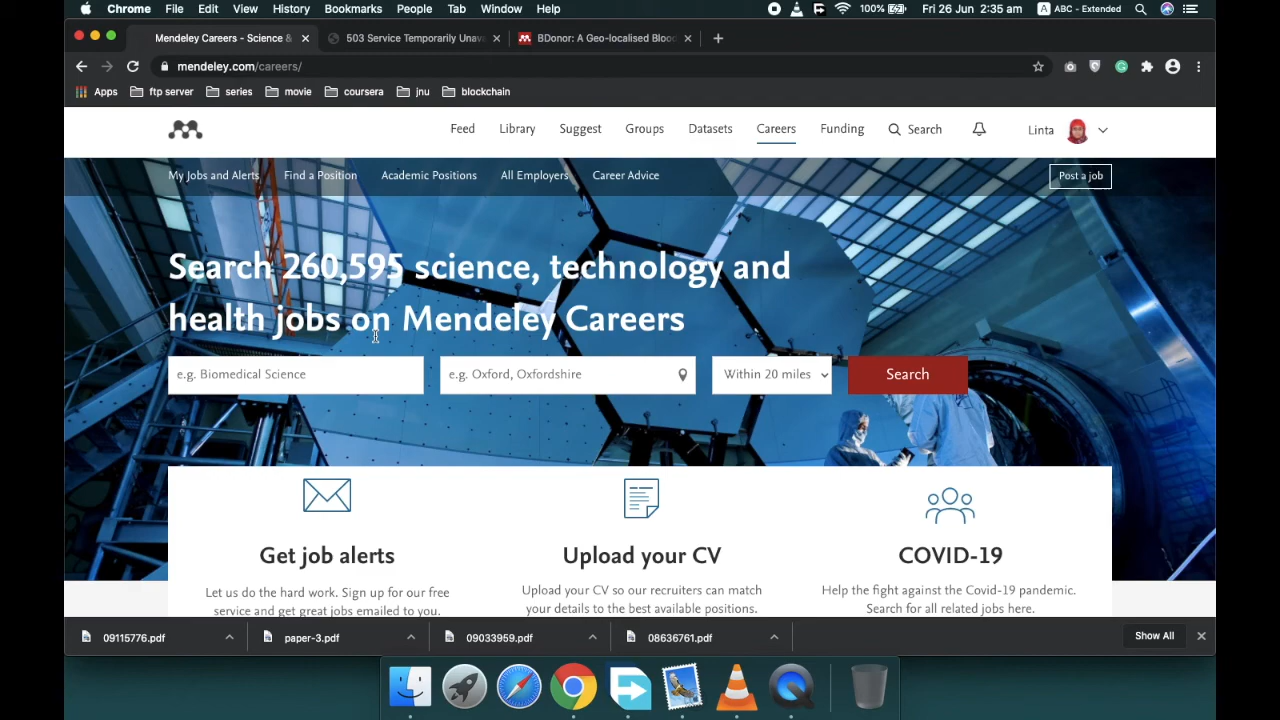 Chrome File Edit View History Bookmarks People Tab Window Help 100% Fri 26 Jun 2:35 am A ABC - Extended
Mendeley Careers - Science & 503 Service Temporarily Unav BDonor: A Geo-localised Blood
mendeley.com/careers/
Apps ftp server series movie coursera jnu blockchain
Feed Library Suggest Groups Datasets Careers Funding Search Linta
My Jobs and Alerts Find a Position Academic Positions All Employers Career Advice Post a job
Search 260,595 science, technology and
health jobs on Mendeley Careers
e.g. Biomedical Science e.g. Oxford, Oxfordshire Within 20 miles Search
Get job alerts Upload your CV COVID-19
Let us do the hard work. Sign up for our free Upload your CV so our recruiters can match Help the fight against the Covid-19 pandemic.
service and get great jobs emailed to you. your details to the best available positions. Search for all related jobs here.
09115776.pdf paper-3.pdf 09033959.pdf 08636761.pdf Show All